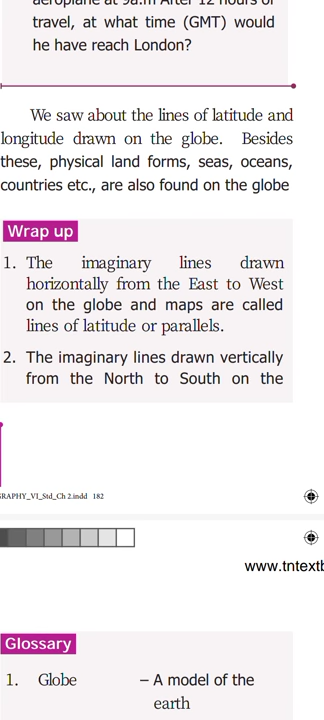 aeroplane at 9a.m After 12 hours of
travel, at what time (GMT) would
he have reach London?
We saw about the lines of latitude and
longitude drawn on the globe. Besides
these, physical land forms, seas, oceans,
countries etc., are also found on the globe
Wrap up
1. The imaginary lines drawn
horizontally from the East to West
on the globe and maps are called
lines of latitude or parallels.
2. The imaginary lines drawn vertically
from the North to South on the
GRAPHY_VI_Std_Ch 2.indd 182
www.tntextb
Glossary
1. Globe – A model of the
earth